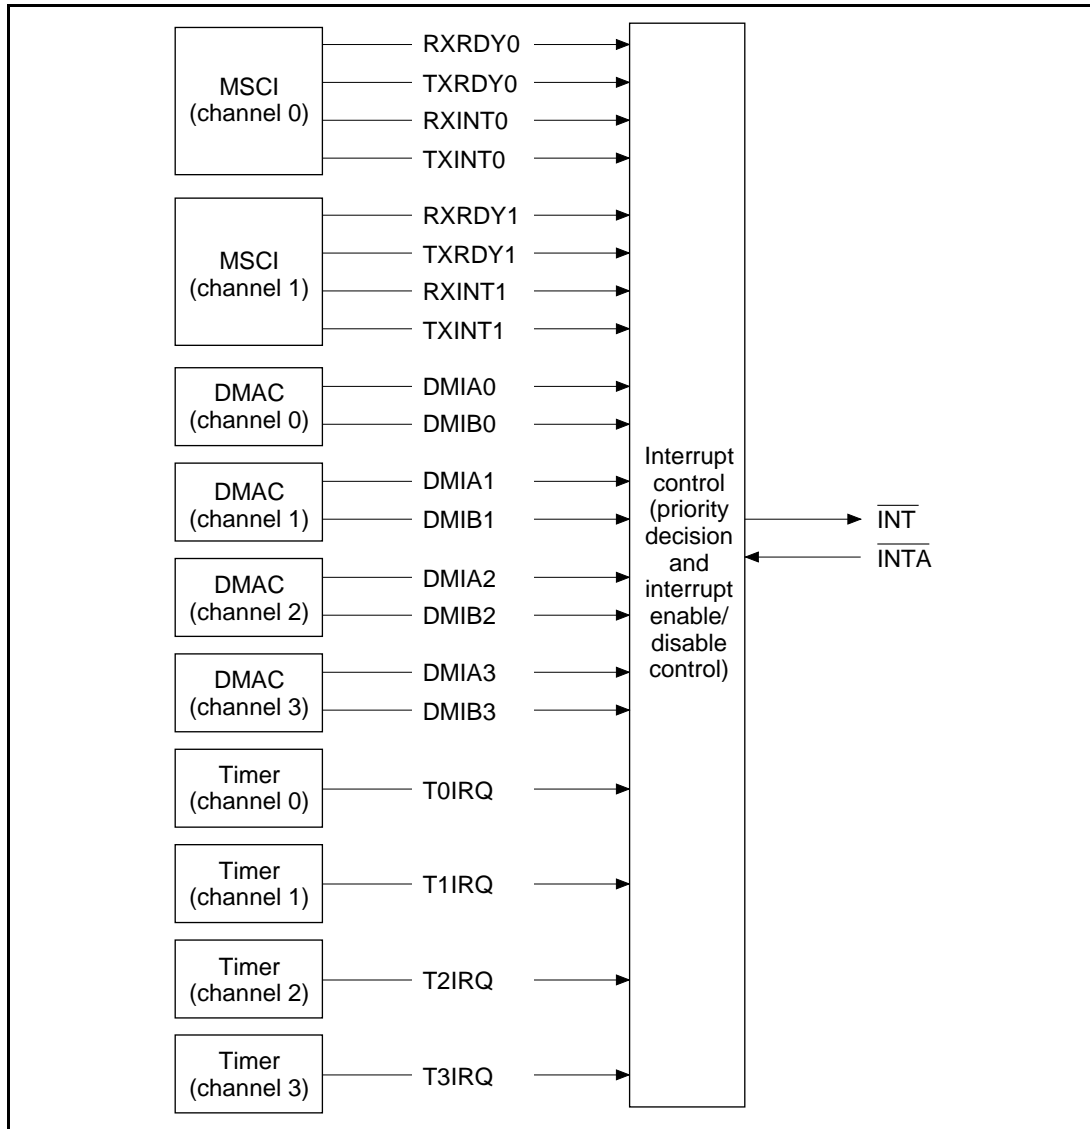 MSCI
(channel 0)
RXRDY0
TXRDY0
RXINT0
TXINT0
MSCI
(channel 1)
RXRDY1
TXRDY1
RXINT1
TXINT1
DMAC
(channel 0)
DMIA0
DMIB0
DMAC
(channel 1)
DMIA1
DMIB1
DMAC
(channel 2)
DMIA2
DMIB2
DMAC
(channel 3)
DMIA3
DMIB3
Timer
(channel 0)
T0IRQ
Timer
(channel 1)
T1IRQ
Timer
(channel 2)
T2IRQ
Timer
(channel 3)
T3IRQ
Interrupt
control
(priority
decision
and
interrupt
enable/
disable
control)
I̅N̅T̅
I̅N̅T̅A̅